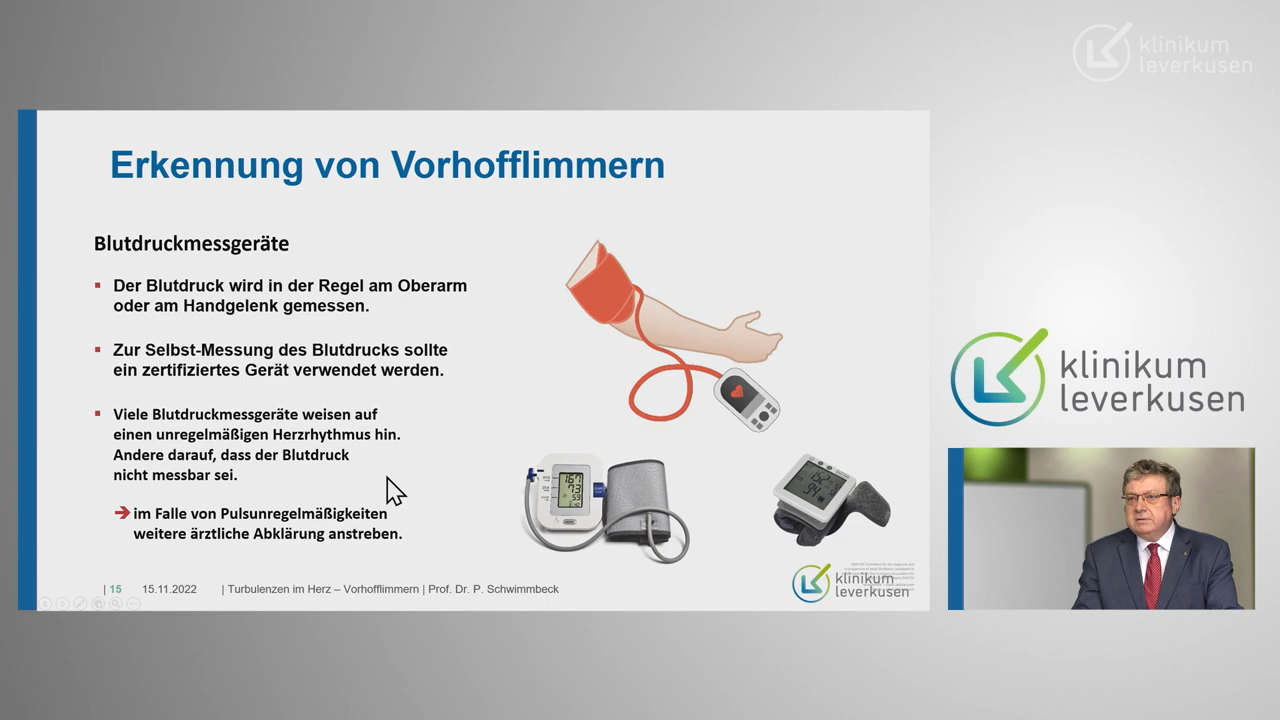 klinikum
leverkusen
Erkennung von Vorhofflimmern
Blutdruckmessgeräte
▪ Der Blutdruck wird in der Regel am Oberarm
oder am Handgelenk gemessen.
▪ Zur Selbst-Messung des Blutdrucks sollte
ein zertifiziertes Gerät verwendet werden.
▪ Viele Blutdruckmessgeräte weisen auf
einen unregelmäßigen Herzrhythmus hin.
Andere darauf, dass der Blutdruck
nicht messbar sei.
➔ im Falle von Pulsunregelmäßigkeiten
weitere ärztliche Abklärung anstreben.
| 15 15.11.2022 | Turbulenzen im Herz – Vorhofflimmern | Prof. Dr. P. Schwimmbeck
klinikum
leverkusen
klinikum
leverkusen